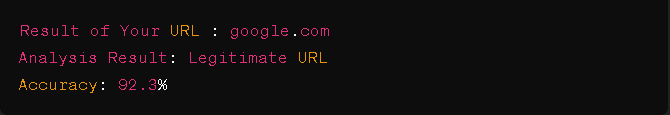 Result of Your URL : google.com
Analysis Result: Legitimate URL
Accuracy: 92.3%